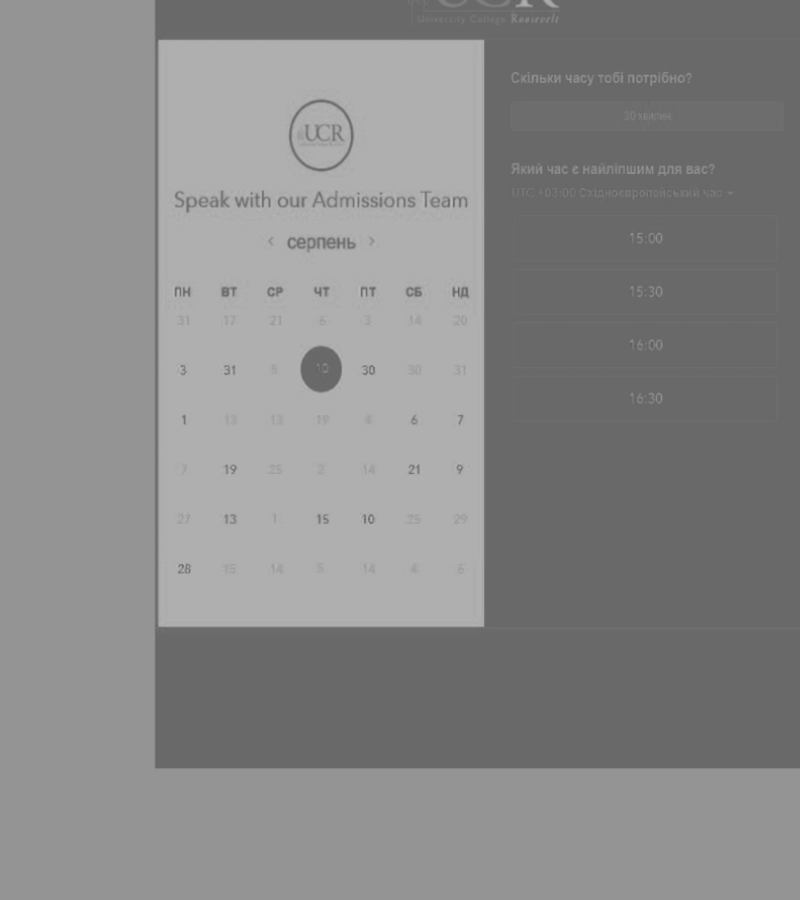 UCR
University College Roosevelt
UCR
Speak with our Admissions Team
< серпень >
ПН ВТ СР ЧТ ПТ СБ НД
31 17 21 6 3 14 20
3 31 5 10 30 30 31
1 13 13 19 4 6 7
7 19 25 2 14 21 9
27 13 1 15 10 25 29
28 15 14 5 14 4 6
Скільки часу тобі потрібно?
30 хвилин
Який час є найліпшим для вас?
UTC +03:00 Східноєвропейський час
15:00
15:30
16:00
16:30